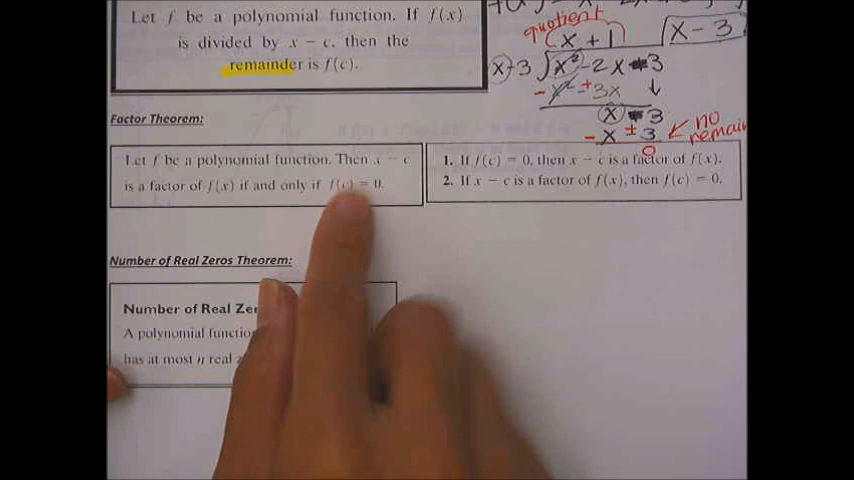 Let f be a polynomial function. If f(x)
is divided by x − c, then the
remainder is f(c).
quotient
x + 1
x - 3
x-3 x² -2x - 3
- x² ± 3x
x - 3
- x ± 3
0
no
Factor Theorem:
Let f be a polynomial function. Then x − c
is a factor of f(x) if and only if f(c) = 0.
1. If f(c) = 0, then x − c is a factor of f(x).
2. If x − c is a factor of f(x), then f(c) = 0.
Number of Real Zeros Theorem:
Number of Real
A polynomial
has at most n real